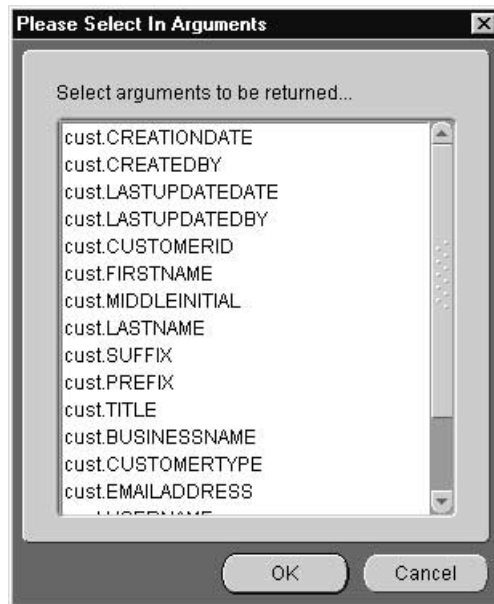 Please Select In Arguments
Select arguments to be returned...
cust.CREATIONDATE
cust.CREATEDBY
cust.LASTUPDATEDATE
cust.LASTUPDATEDBY
cust.CUSTOMERID
cust.FIRSTNAME
cust.MIDDLEINITIAL
cust.LASTNAME
cust.SUFFIX
cust.PREFIX
cust.TITLE
cust.BUSINESSNAME
cust.CUSTOMERTYPE
cust.EMAILADDRESS
OK Cancel